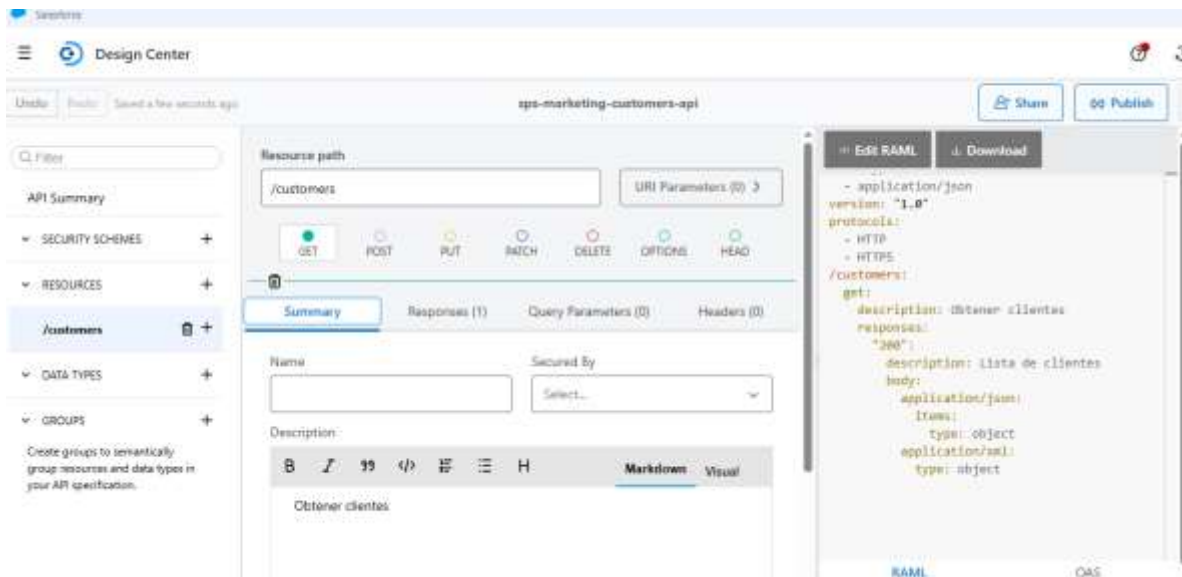 Salesforce
Design Center
Undo Redo Saved a few seconds ago
sps-marketing-customers-api
Share
Publish
Filter
API Summary
SECURITY SCHEMES +
RESOURCES +
/customers +
DATA TYPES +
GROUPS +
Create groups to semantically
group resources and data types in
your API specification.
Resource path
/customers
URI Parameters (0)
GET POST PUT PATCH DELETE OPTIONS HEAD
Summary Responses (1) Query Parameters (0) Headers (0)
Name
Secured By
Select...
Description
B I 99 </> H Markdown Visual
Obtener clientes
Edit RAML Download
- application/json
version: "1.0"
protocols:
- HTTP
- HTTPS
/customers:
get:
description: Obtener clientes
responses:
"200":
description: Lista de clientes
body:
application/json:
items:
type: object
application/xml:
type: object
RAML OAS